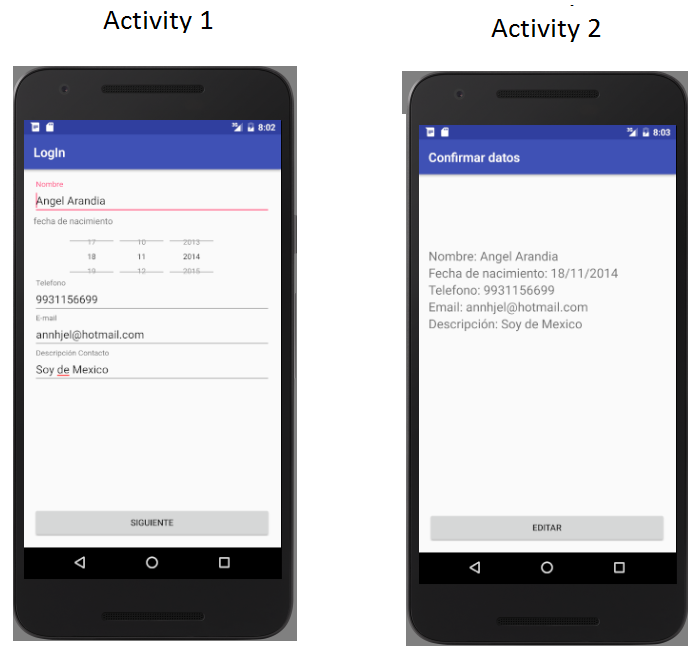 Activity 1
8:02
LogIn
Nombre
Angel Arandia
fecha de nacimiento
17 10 2013
18 11 2014
19 12 2015
Telefono
9931156699
E-mail
annhjel@hotmail.com
Descripción Contacto
Soy de Mexico
SIGUIENTE
Activity 2
8:03
Confirmar datos
Nombre: Angel Arandia
Fecha de nacimiento: 18/11/2014
Telefono: 9931156699
Email: annhjel@hotmail.com
Descripción: Soy de Mexico
EDITAR